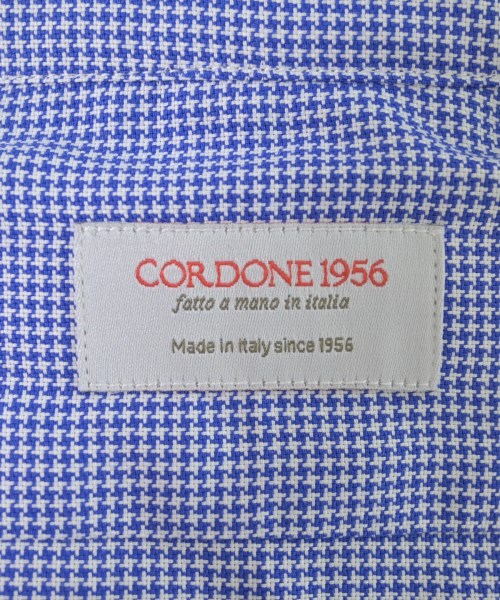 CORDONE 1956
fatto a mano in italia
Made in Italy since 1956